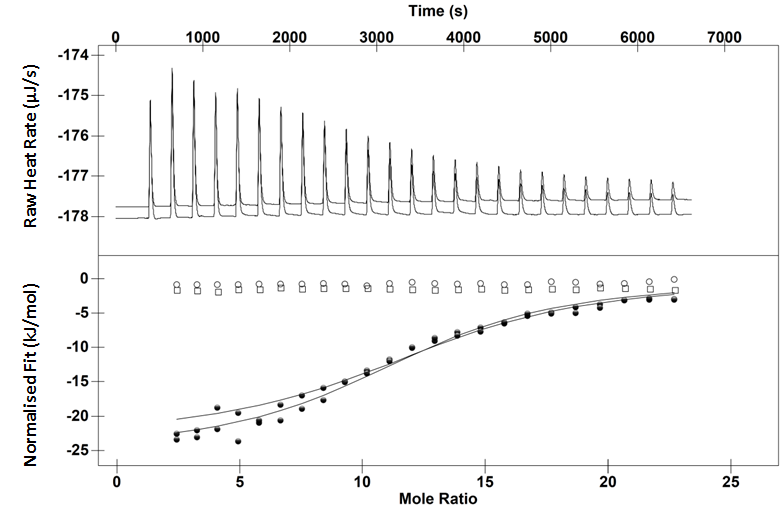 Time (s)
0 1000 2000 3000 4000 5000 6000 7000
Raw Heat Rate (µJ/s)
-174
-175
-176
-177
-178
Normalised Fit (kJ/mol)
0
-5
-10
-15
-20
-25
0 5 10 15 20 25
Mole Ratio